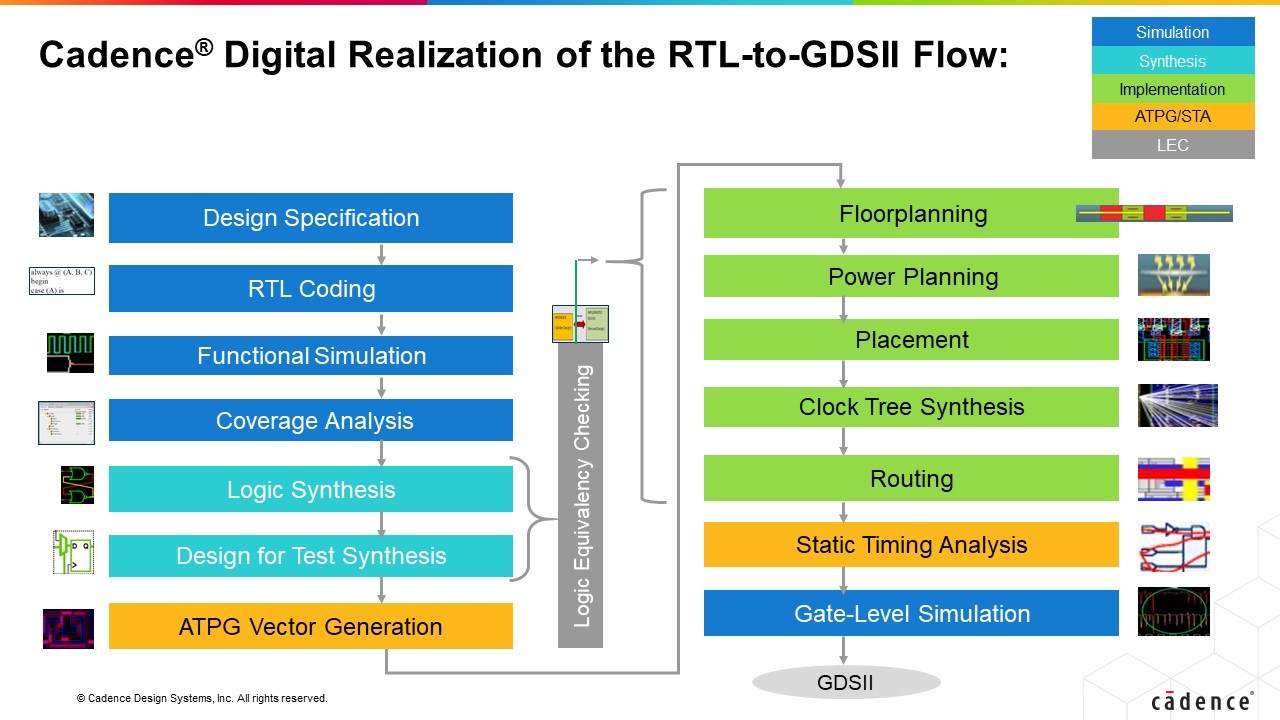 Cadence® Digital Realization of the RTL-to-GDSII Flow:
Simulation
Synthesis
Implementation
ATPG/STA
LEC
Design Specification
always @ (A, B, C)
begin
case (A) is
RTL Coding
Functional Simulation
Coverage Analysis
Logic Synthesis
Design for Test Synthesis
ATPG Vector Generation
Logic Equivalency Checking
Floorplanning
Power Planning
Placement
Clock Tree Synthesis
Routing
Static Timing Analysis
Gate-Level Simulation
GDSII
© Cadence Design Systems, Inc. All rights reserved.
cādence®